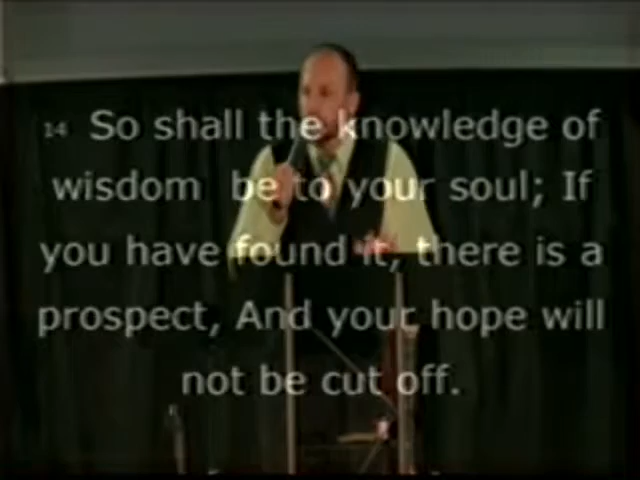 14 So shall the knowledge of
wisdom be to your soul; If
you have found it, there is a
prospect, And your hope will
not be cut off.